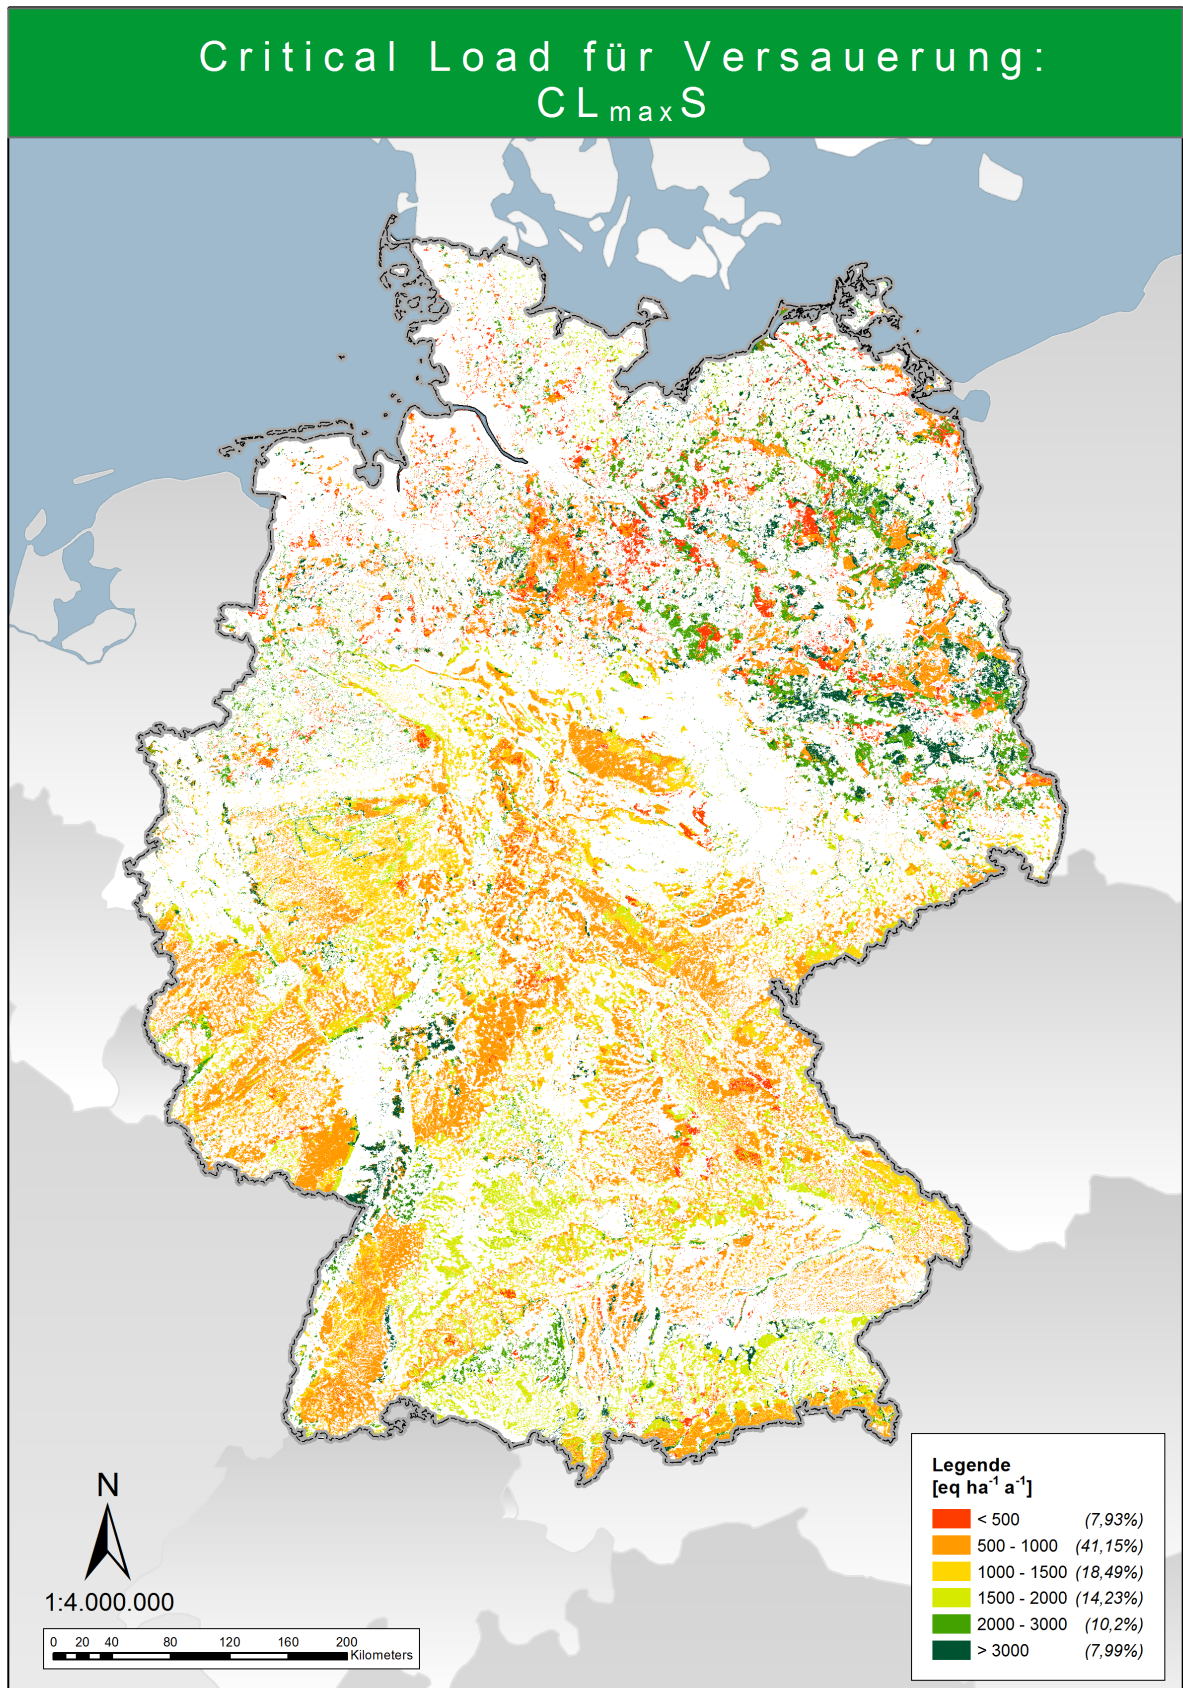 Critical Load für Versauerung:
CLmaxS
N
1:4.000.000
0 20 40 80 120 160 200
Kilometers
Legende
[eq ha-1 a-1]
< 500 (7,93%)
500 - 1000 (41,15%)
1000 - 1500 (18,49%)
1500 - 2000 (14,23%)
2000 - 3000 (10,2%)
> 3000 (7,99%)